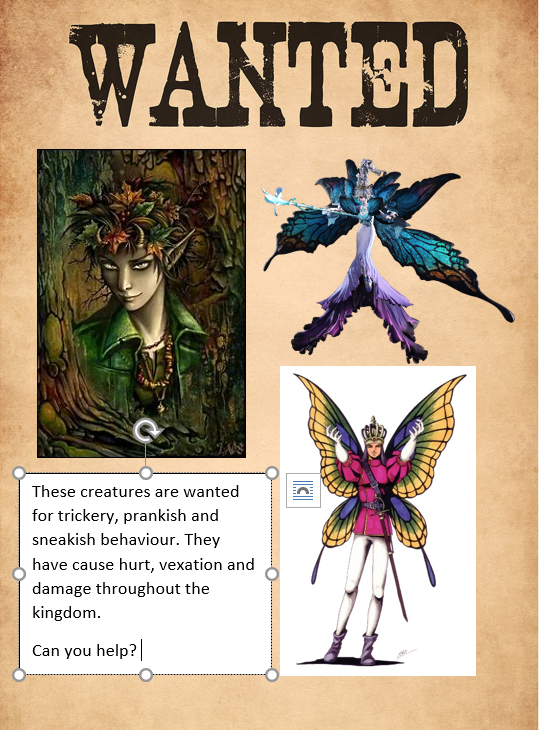 WANTED
These creatures are wanted
for trickery, prankish and
sneakish behaviour. They
have cause hurt, vexation and
damage throughout the
kingdom.
Can you help?